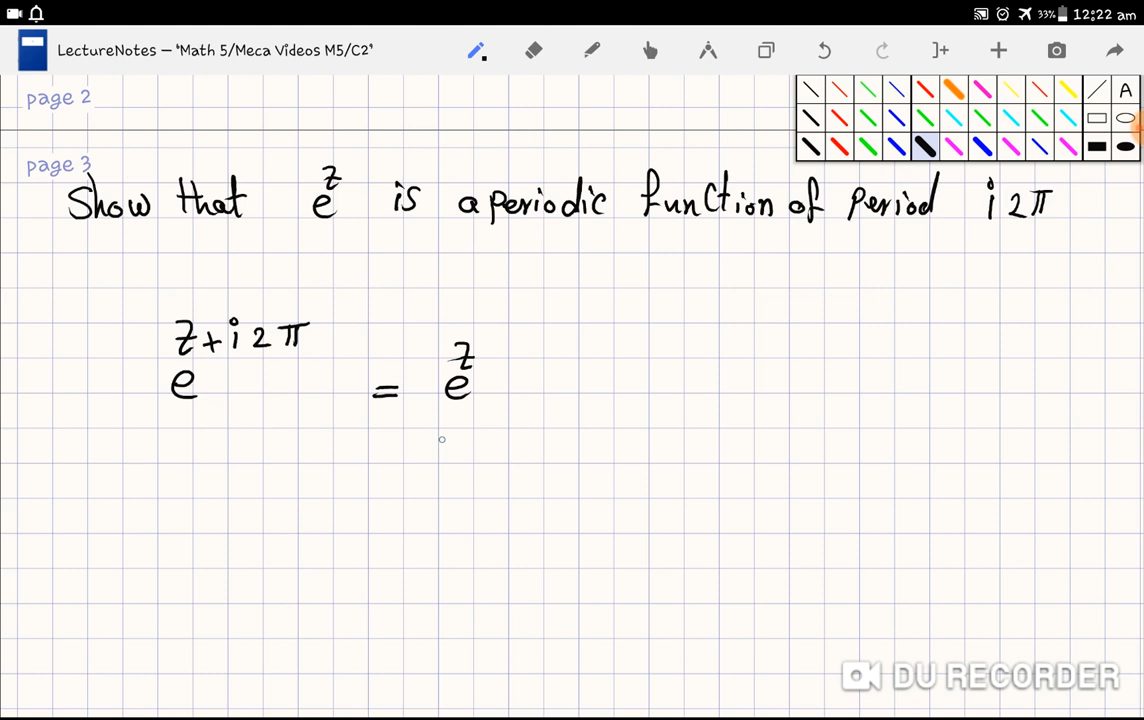 33% 12:22 am
LectureNotes – ‘Math 5/Meca Videos M5/C2’
A
page 2
page 3
Show that e^z is a periodic function of period i2π
e^{z+i2π} = e^z
DU RECORDER